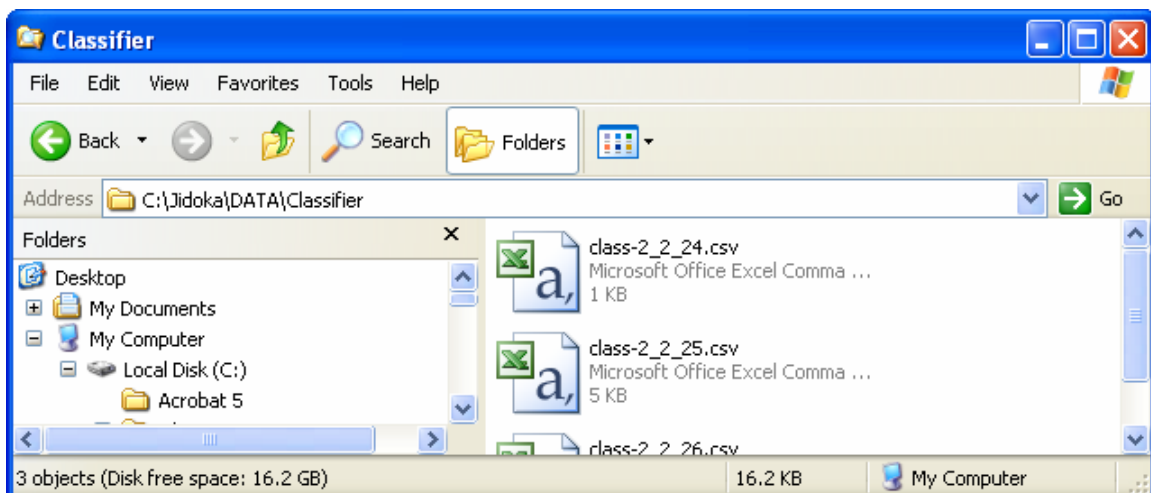 Classifier
File Edit View Favorites Tools Help
Back Search Folders
Address C:\Jidoka\DATA\Classifier Go
Folders
Desktop
My Documents
My Computer
Local Disk (C:)
Acrobat 5
class-2_2_24.csv
Microsoft Office Excel Comma ...
1 KB
class-2_2_25.csv
Microsoft Office Excel Comma ...
5 KB
class-2_2_26.csv
3 objects (Disk free space: 16.2 GB) 16.2 KB My Computer